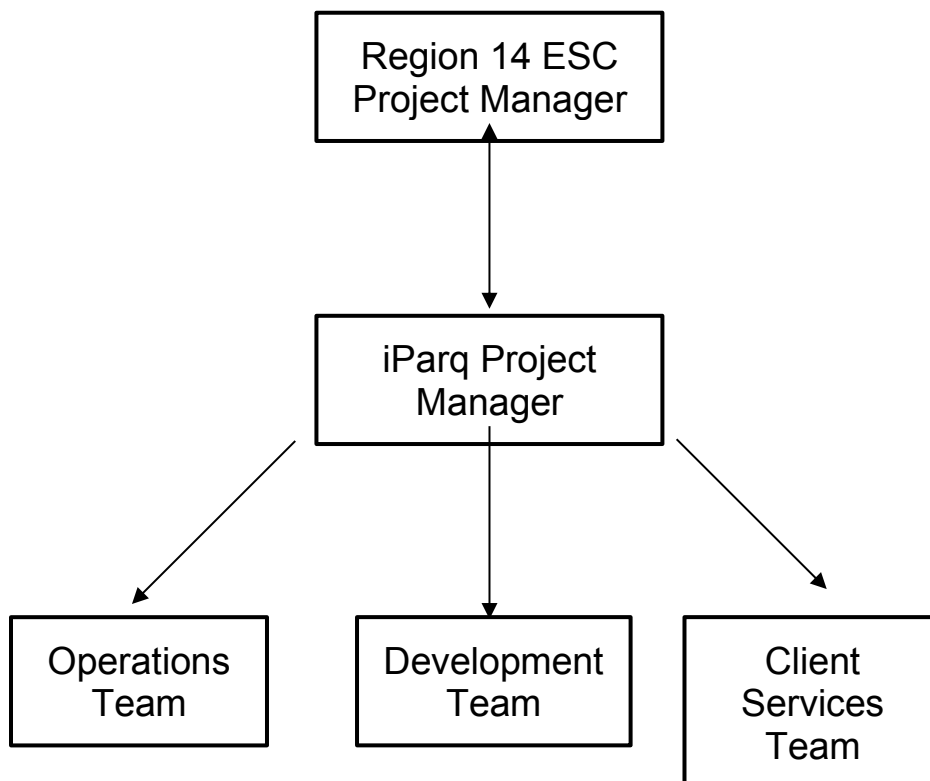 Region 14 ESC
Project Manager
iParq Project
Manager
Operations
Team
Development
Team
Client
Services
Team